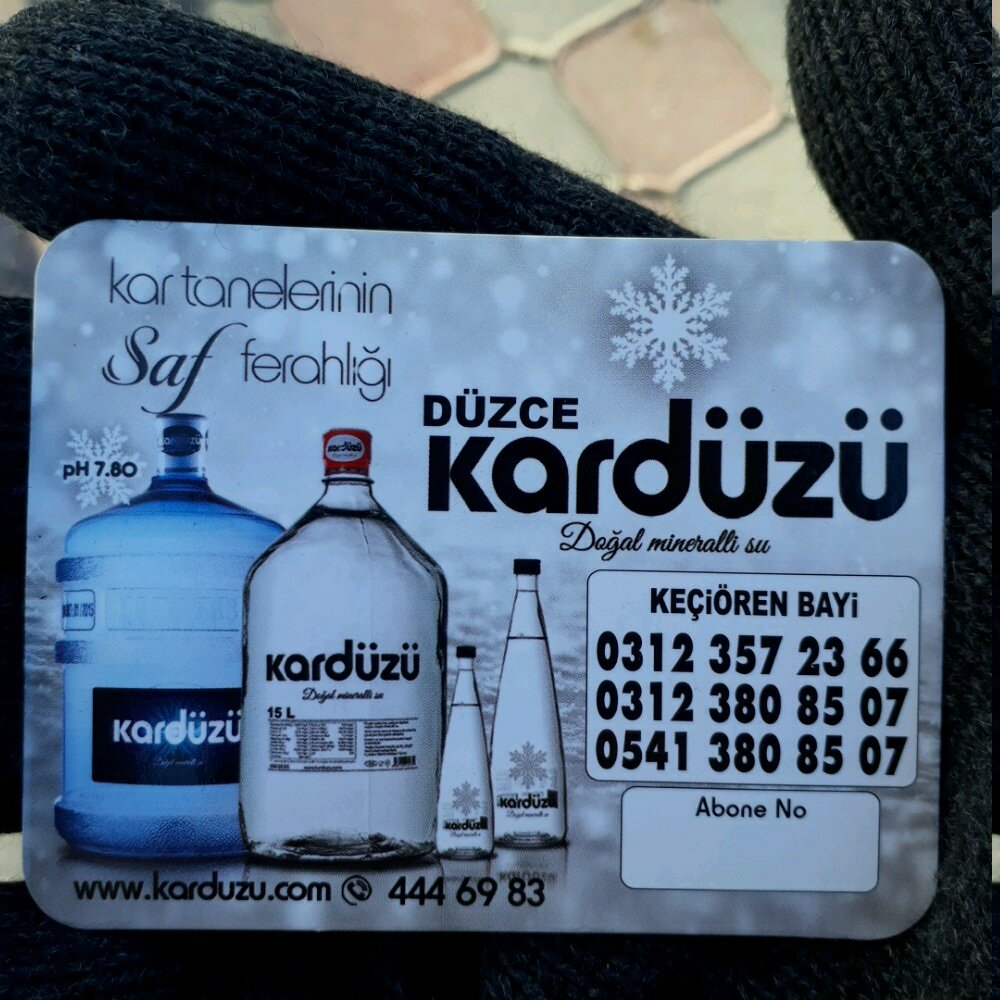 kar tanelerinin
Saf ferahlığı
pH 7.80
DÜZCE
Kardüzü
Doğal mineralli su
KEÇİÖREN BAYİ
0312 357 23 66
0312 380 85 07
0541 380 85 07
Abone No
Kardüzü
Kardüzü
Doğal mineralli su
15 L
Kardüzü
Kardüzü
www.karduzu.com 444 69 83